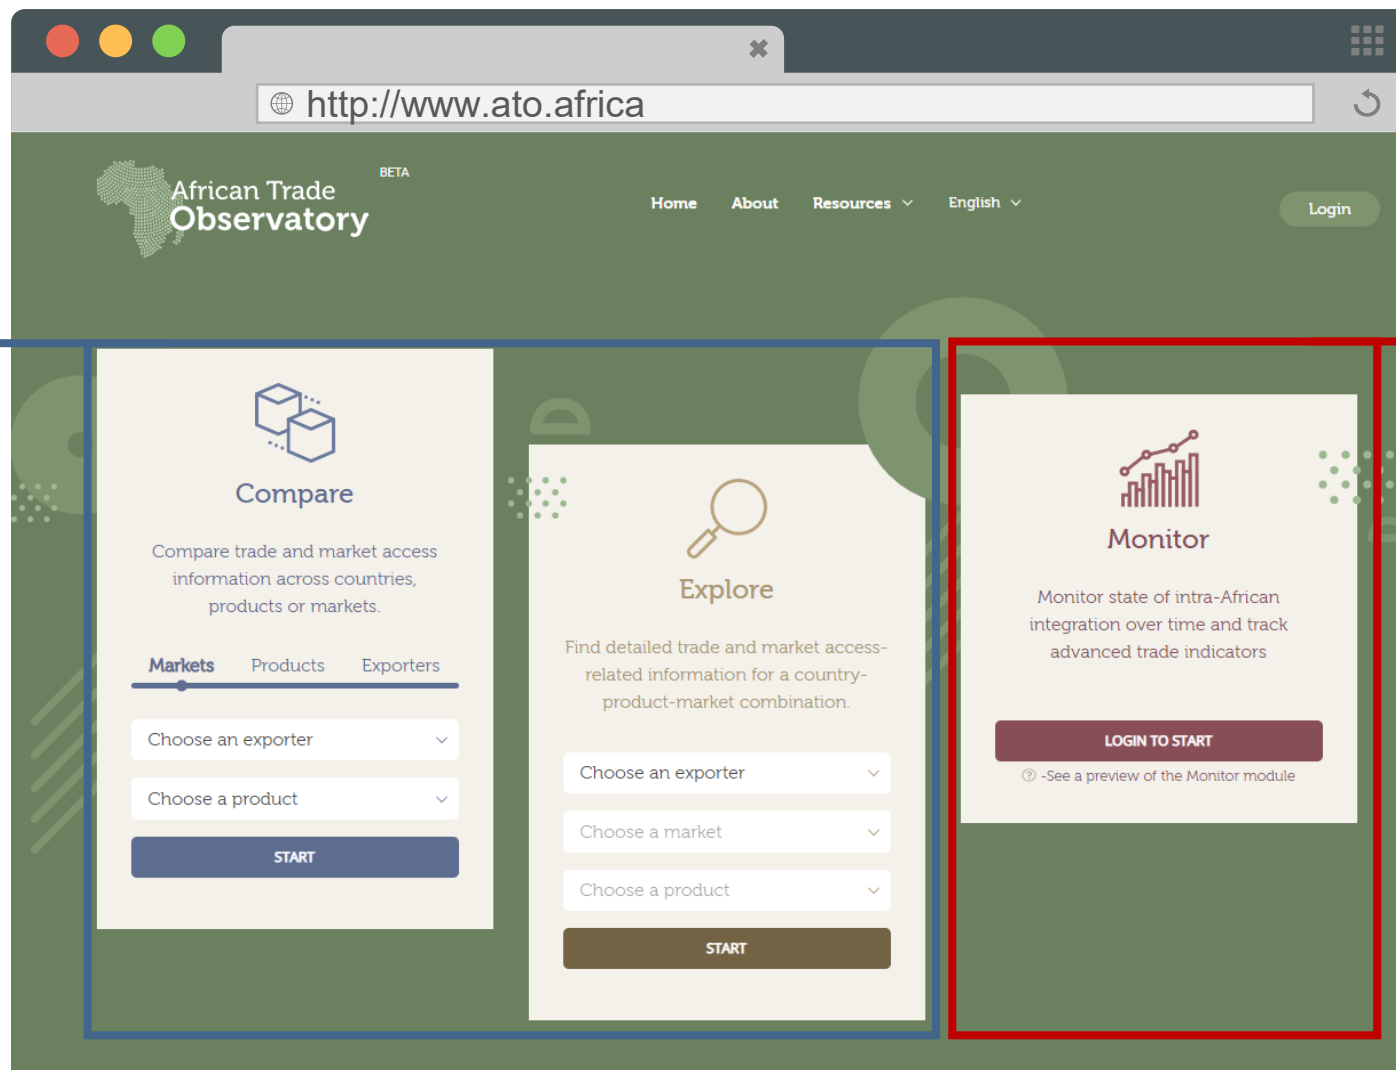 http://www.ato.africa
African Trade
Observatory
BETA
Home About Resources English
Login
Compare
Compare trade and market access
information across countries,
products or markets.
Markets Products Exporters
Choose an exporter
Choose a product
START
Explore
Find detailed trade and market access-
related information for a country-
product-market combination.
Choose an exporter
Choose a market
Choose a product
START
Monitor
Monitor state of intra-African
integration over time and track
advanced trade indicators
LOGIN TO START
? -See a preview of the Monitor module